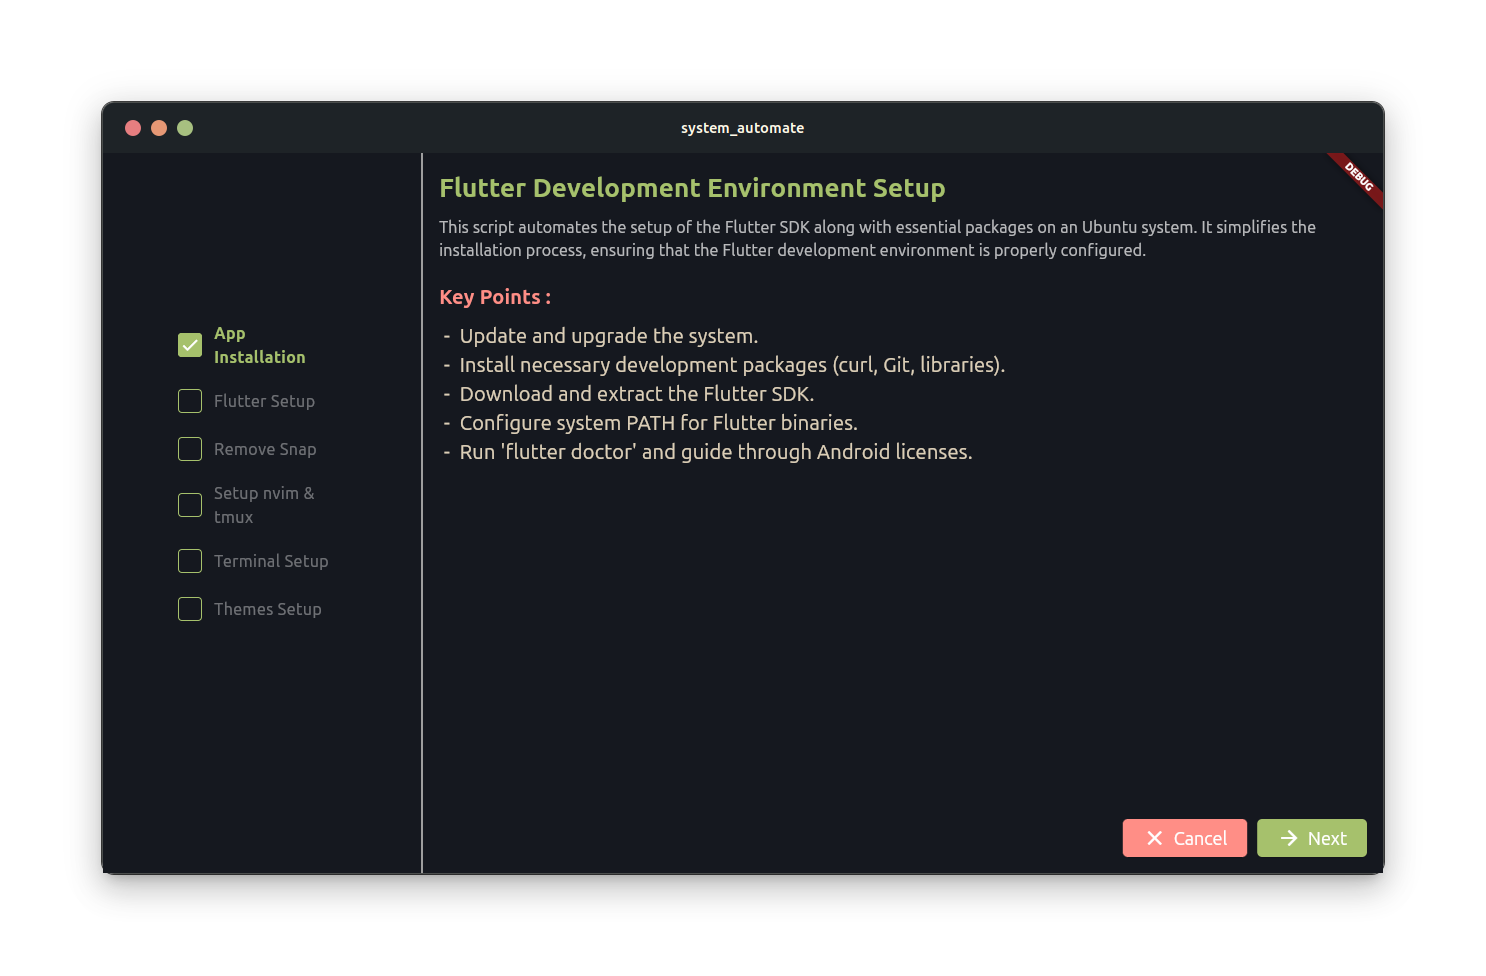 system_automate
DEBUG
App
Installation
Flutter Setup
Remove Snap
Setup nvim &
tmux
Terminal Setup
Themes Setup
Flutter Development Environment Setup
This script automates the setup of the Flutter SDK along with essential packages on an Ubuntu system. It simplifies the
installation process, ensuring that the Flutter development environment is properly configured.
Key Points :
- Update and upgrade the system.
- Install necessary development packages (curl, Git, libraries).
- Download and extract the Flutter SDK.
- Configure system PATH for Flutter binaries.
- Run 'flutter doctor' and guide through Android licenses.
Cancel
Next